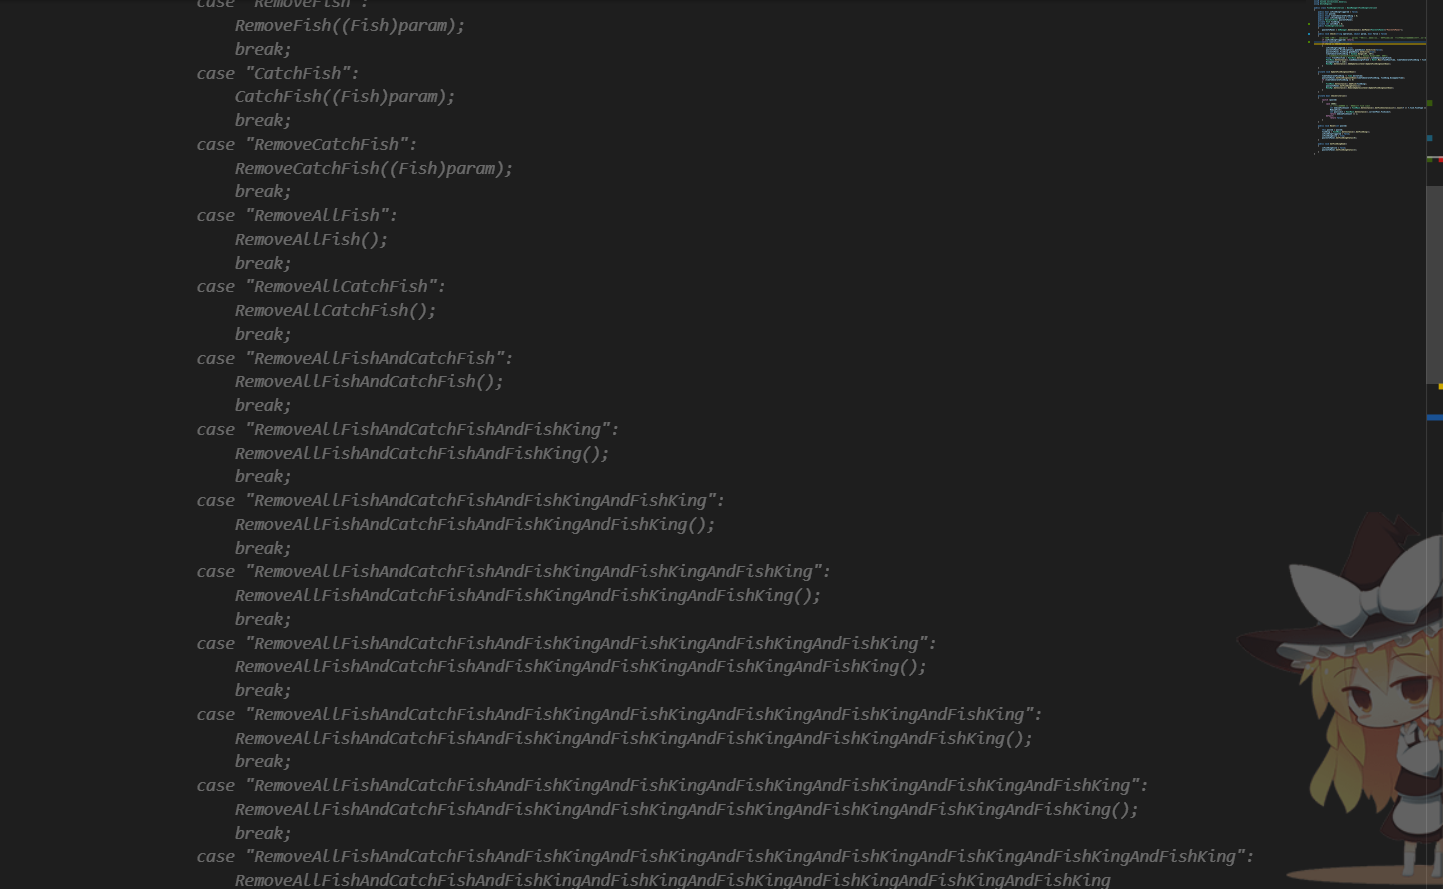 case "RemoveFish":
RemoveFish((Fish)param);
break;
case "CatchFish":
CatchFish((Fish)param);
break;
case "RemoveCatchFish":
RemoveCatchFish((Fish)param);
break;
case "RemoveAllFish":
RemoveAllFish();
break;
case "RemoveAllCatchFish":
RemoveAllCatchFish();
break;
case "RemoveAllFishAndCatchFish":
RemoveAllFishAndCatchFish();
break;
case "RemoveAllFishAndCatchFishAndFishKing":
RemoveAllFishAndCatchFishAndFishKing();
break;
case "RemoveAllFishAndCatchFishAndFishKingAndFishKing":
RemoveAllFishAndCatchFishAndFishKingAndFishKing();
break;
case "RemoveAllFishAndCatchFishAndFishKingAndFishKingAndFishKing":
RemoveAllFishAndCatchFishAndFishKingAndFishKingAndFishKing();
break;
case "RemoveAllFishAndCatchFishAndFishKingAndFishKingAndFishKingAndFishKing":
RemoveAllFishAndCatchFishAndFishKingAndFishKingAndFishKingAndFishKing();
break;
case "RemoveAllFishAndCatchFishAndFishKingAndFishKingAndFishKingAndFishKingAndFishKing":
RemoveAllFishAndCatchFishAndFishKingAndFishKingAndFishKingAndFishKingAndFishKing();
break;
case "RemoveAllFishAndCatchFishAndFishKingAndFishKingAndFishKingAndFishKingAndFishKingAndFishKing":
RemoveAllFishAndCatchFishAndFishKingAndFishKingAndFishKingAndFishKingAndFishKingAndFishKing();
break;
case "RemoveAllFishAndCatchFishAndFishKingAndFishKingAndFishKingAndFishKingAndFishKingAndFishKingAndFishKing":
RemoveAllFishAndCatchFishAndFishKingAndFishKingAndFishKingAndFishKingAndFishKingAndFishKing